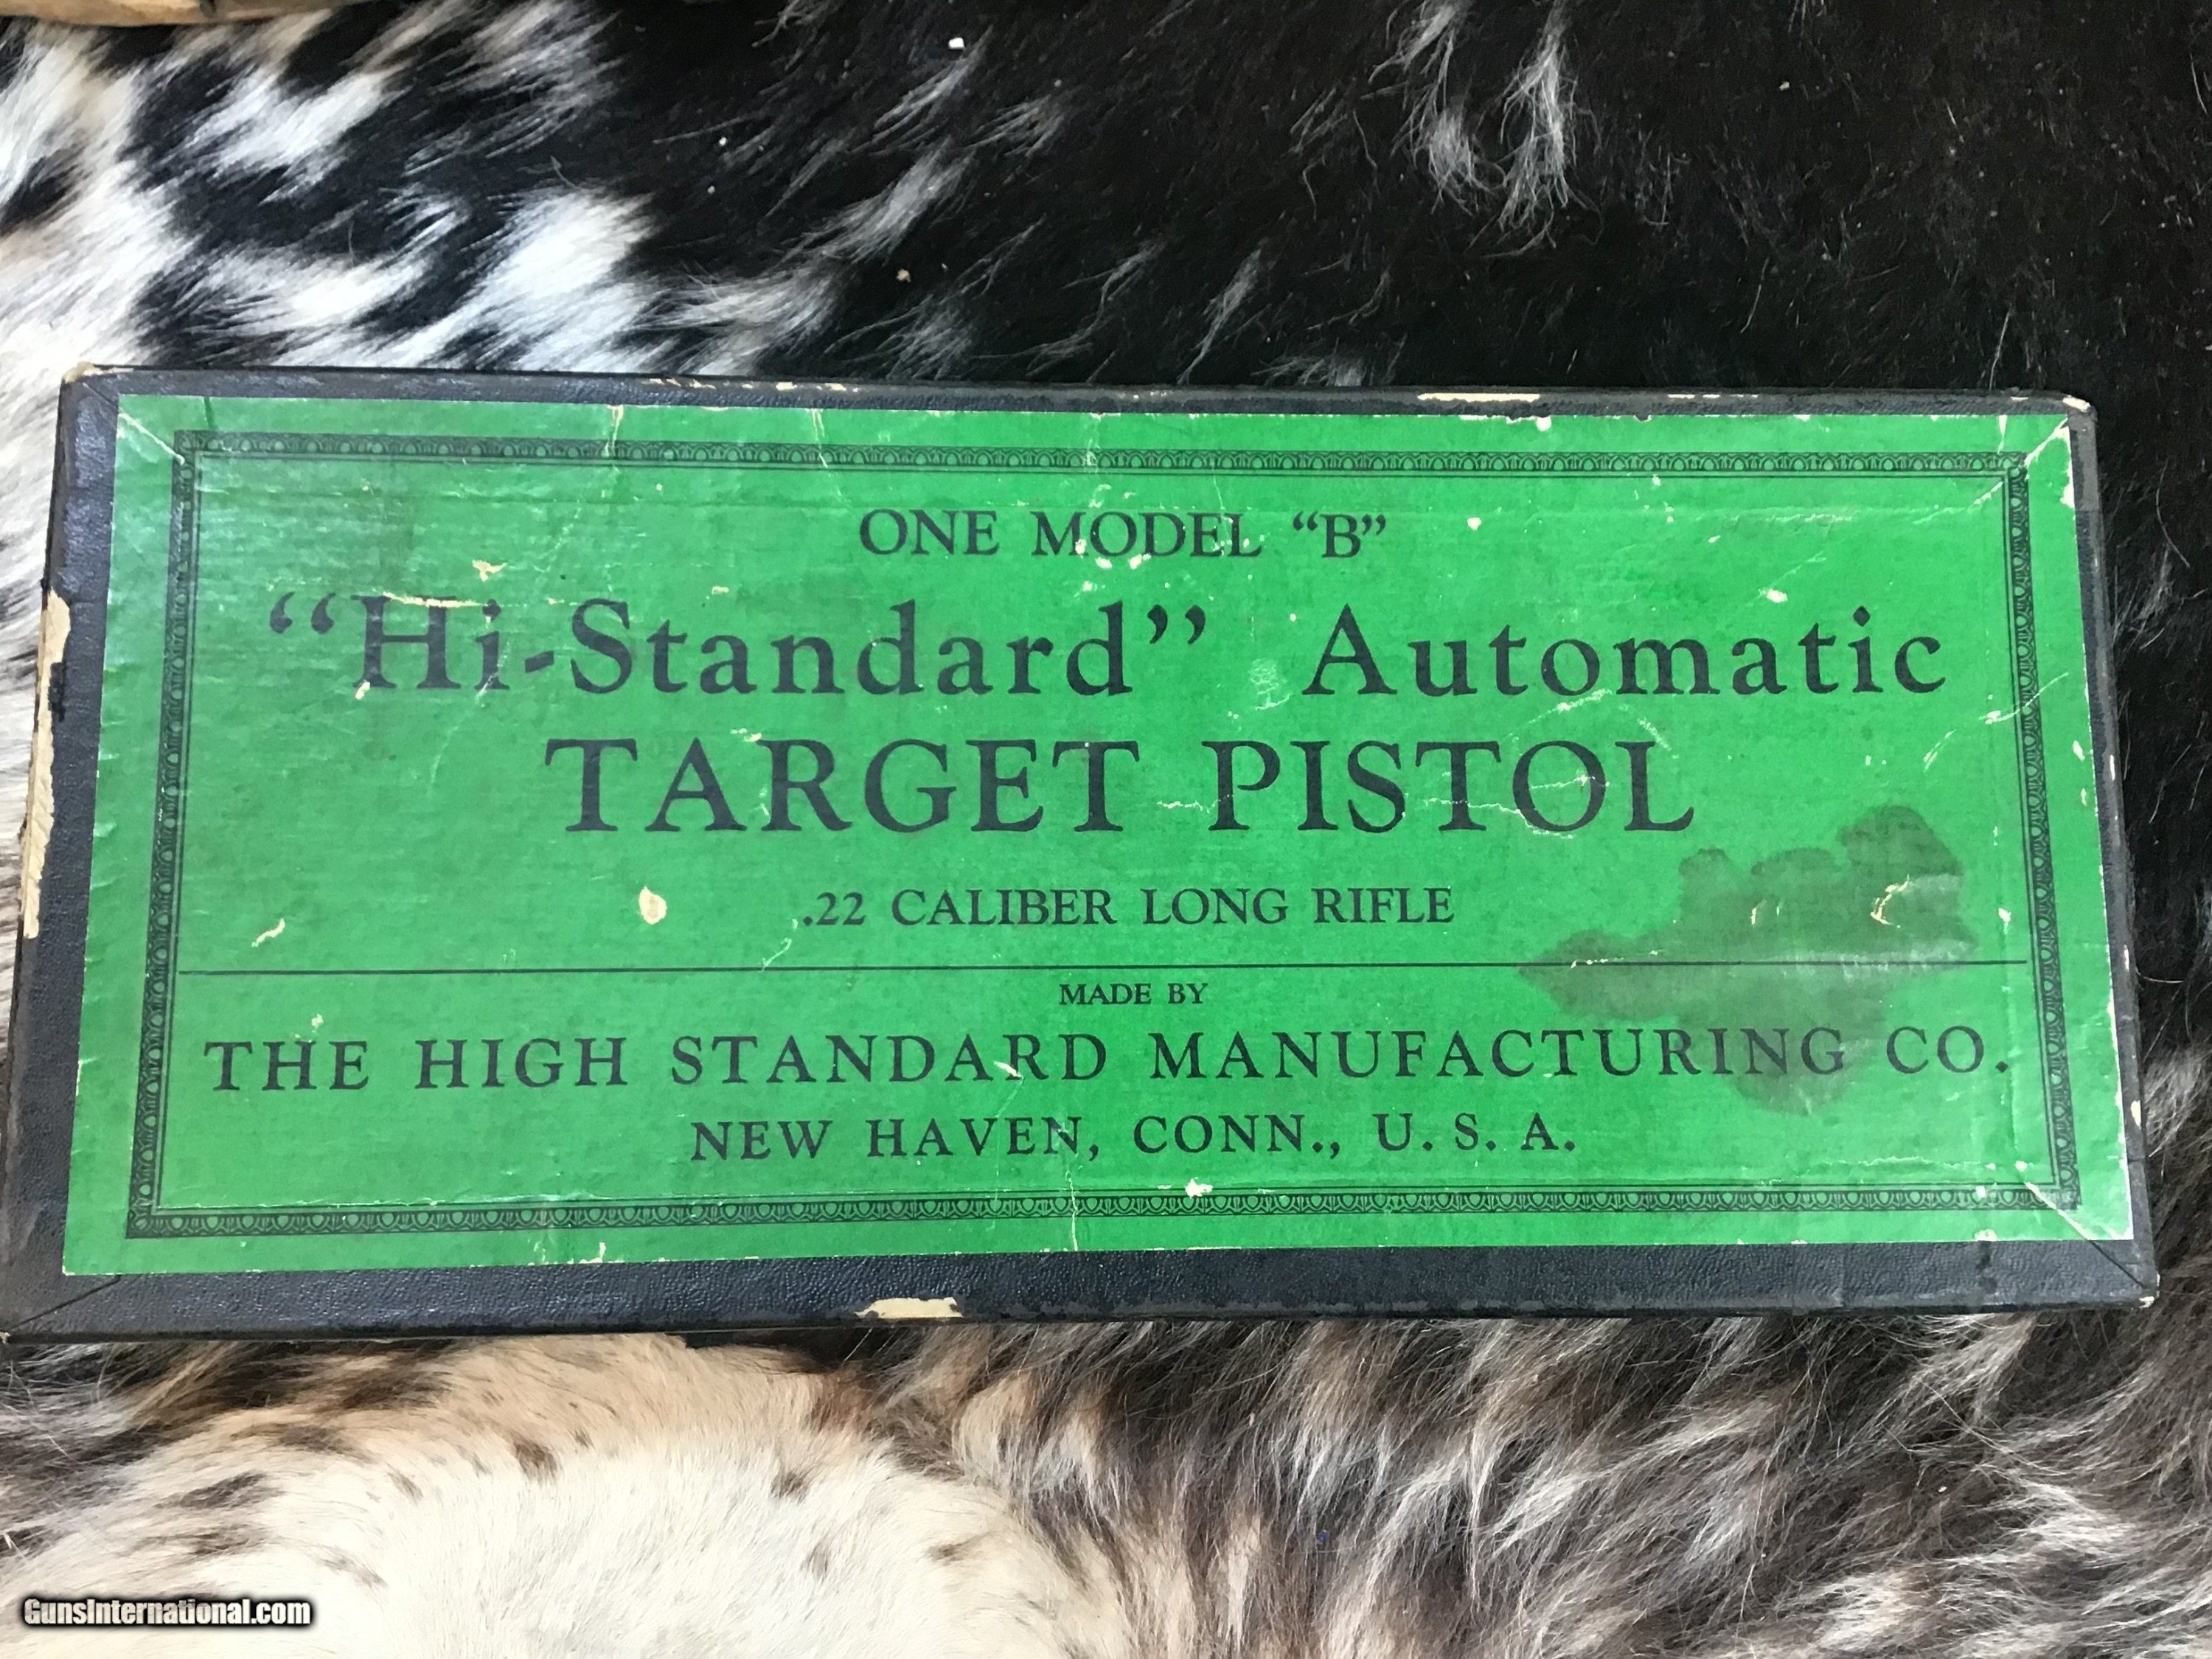 ONE MODEL “B”
“Hi-Standard” Automatic
TARGET PISTOL
.22 CALIBER LONG RIFLE
MADE BY
THE HIGH STANDARD MANUFACTURING CO.
NEW HAVEN, CONN., U. S. A.
GunsInternational.com